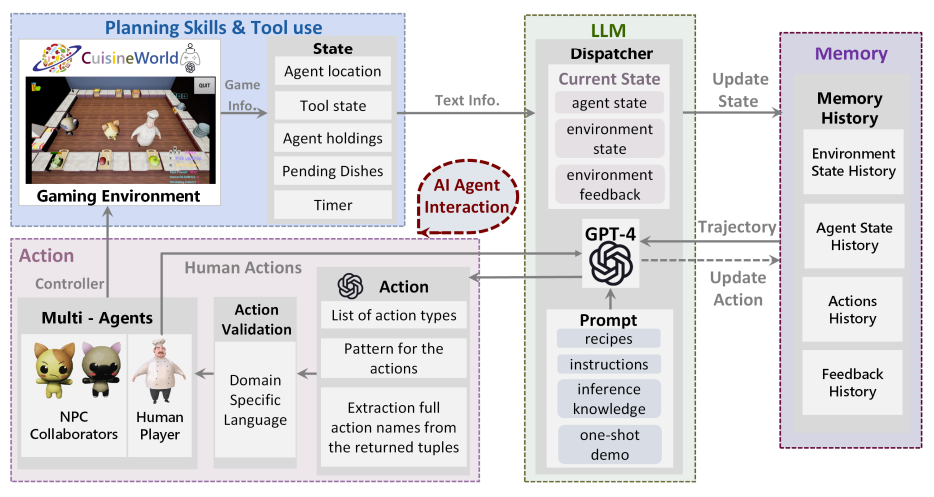 Planning Skills & Tool use
CuisineWorld
QUIT
Gaming Environment
Game
Info.
State
Agent location
Tool state
Agent holdings
Pending Dishes
Timer
Text Info.
LLM
Dispatcher
Current State
agent state
environment
state
environment
feedback
Update
State
Memory
Memory
History
Environment
State History
Agent State
History
Actions
History
Feedback
History
AI Agent
Interaction
GPT-4
Trajectory
Update
Action
Prompt
recipes
instructions
inference
knowledge
one-shot
demo
Action
Controller
Human Actions
Multi - Agents
NPC
Collaborators
Human
Player
Action
Validation
Domain
Specific
Language
Action
List of action types
Pattern for the
actions
Extraction full
action names from
the returned tuples